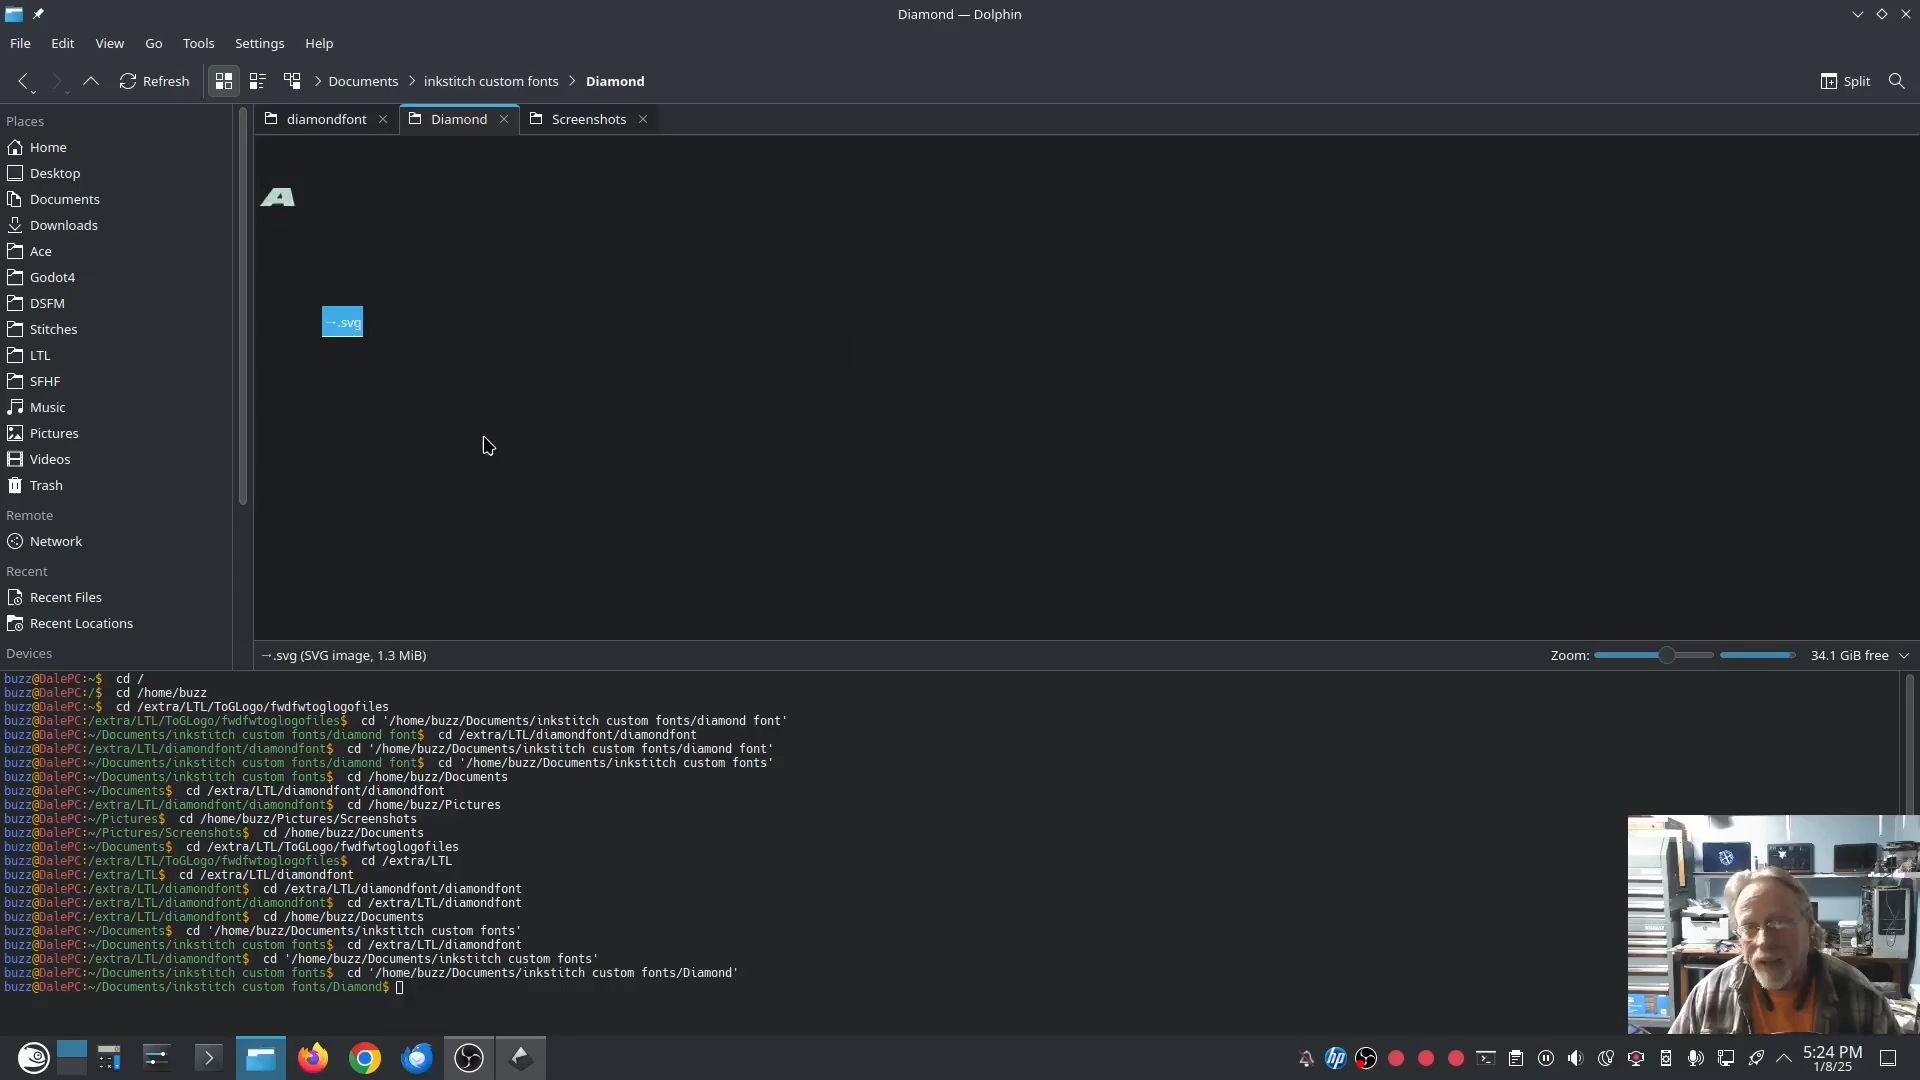 Diamond — Dolphin
File Edit View Go Tools Settings Help
Refresh Documents inkstitch custom fonts Diamond Split
Places
diamondfont Diamond Screenshots
Home
Desktop
Documents
Downloads
Ace
Godot4
DSFM
Stitches
LTL
SFHF
Music
Pictures
Videos
Trash
Remote
Network
Recent
Recent Files
Recent Locations
Devices
A
→.svg
→.svg (SVG image, 1.3 MiB) Zoom: 34.1 GiB free
buzz@DalePC:~$ cd /
buzz@DalePC:/$ cd /home/buzz
buzz@DalePC:~$ cd /extra/LTL/ToGLogo/fwdfwtoglogofiles
buzz@DalePC:/extra/LTL/ToGLogo/fwdfwtoglogofiles$ cd '/home/buzz/Documents/inkstitch custom fonts/diamond font'
buzz@DalePC:~/Documents/inkstitch custom fonts/diamond font$ cd /extra/LTL/diamondfont/diamondfont
buzz@DalePC:/extra/LTL/diamondfont/diamondfont$ cd '/home/buzz/Documents/inkstitch custom fonts/diamond font'
buzz@DalePC:~/Documents/inkstitch custom fonts/diamond font$ cd '/home/buzz/Documents/inkstitch custom fonts'
buzz@DalePC:~/Documents/inkstitch custom fonts$ cd /home/buzz/Documents
buzz@DalePC:~/Documents$ cd /extra/LTL/diamondfont/diamondfont
buzz@DalePC:/extra/LTL/diamondfont/diamondfont$ cd /home/buzz/Pictures
buzz@DalePC:~/Pictures$ cd /home/buzz/Pictures/Screenshots
buzz@DalePC:~/Pictures/Screenshots$ cd /home/buzz/Documents
buzz@DalePC:~/Documents$ cd /extra/LTL/ToGLogo/fwdfwtoglogofiles
buzz@DalePC:/extra/LTL/ToGLogo/fwdfwtoglogofiles$ cd /extra/LTL
buzz@DalePC:/extra/LTL$ cd /extra/LTL/diamondfont
buzz@DalePC:/extra/LTL/diamondfont$ cd /extra/LTL/diamondfont/diamondfont
buzz@DalePC:/extra/LTL/diamondfont/diamondfont$ cd /extra/LTL/diamondfont
buzz@DalePC:/extra/LTL/diamondfont$ cd /home/buzz/Documents
buzz@DalePC:~/Documents$ cd '/home/buzz/Documents/inkstitch custom fonts'
buzz@DalePC:~/Documents/inkstitch custom fonts$ cd /extra/LTL/diamondfont
buzz@DalePC:/extra/LTL/diamondfont$ cd '/home/buzz/Documents/inkstitch custom fonts'
buzz@DalePC:~/Documents/inkstitch custom fonts$ cd '/home/buzz/Documents/inkstitch custom fonts/Diamond'
buzz@DalePC:~/Documents/inkstitch custom fonts/Diamond$
hp
5:24 PM
1/8/25